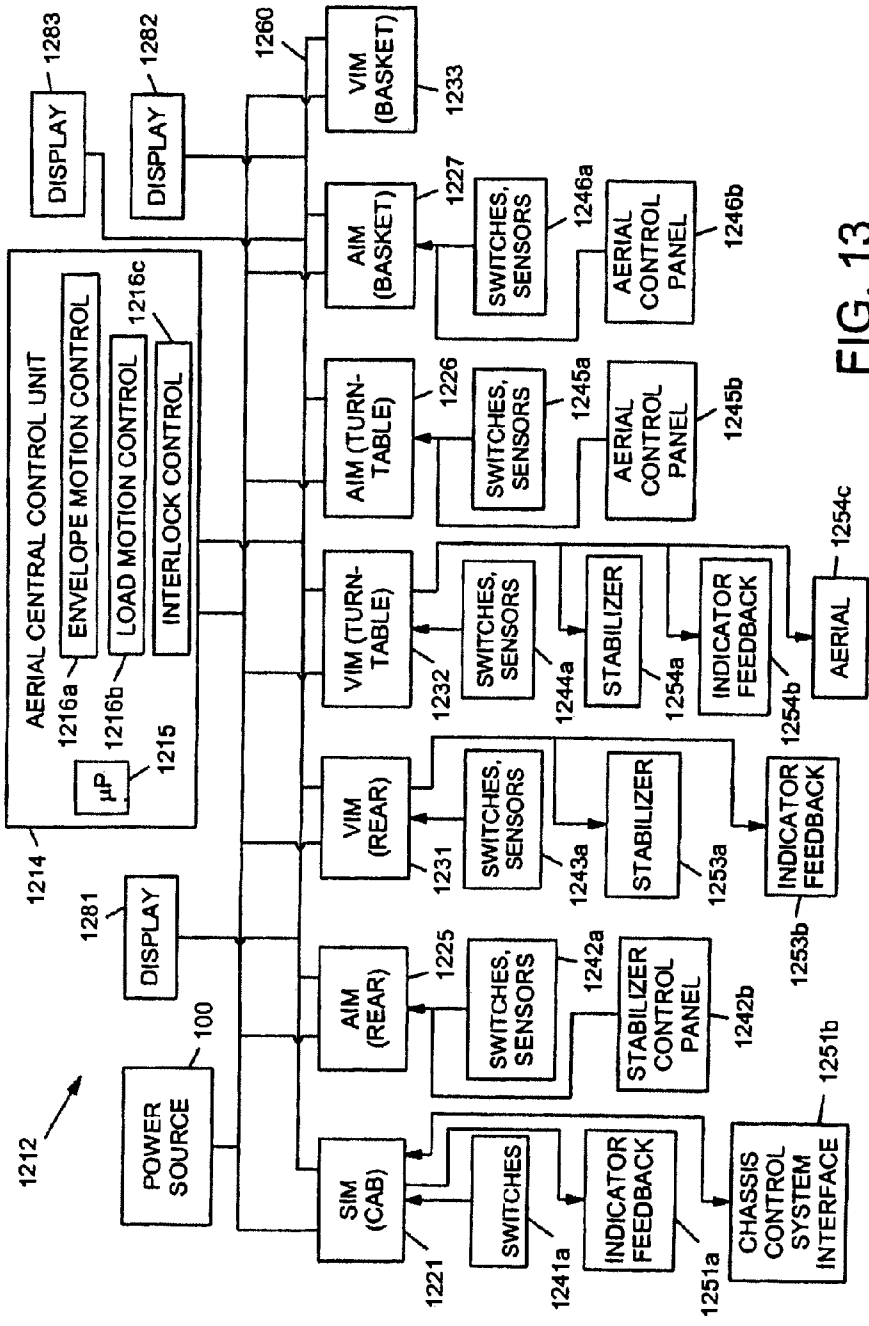 1212
POWER
SOURCE
100
DISPLAY
1281
1214
AERIAL CENTRAL CONTROL UNIT
µP
1215
1216a
ENVELOPE MOTION CONTROL
1216b
LOAD MOTION CONTROL
1216c
INTERLOCK CONTROL
DISPLAY
1283
DISPLAY
1282
1260
SIM
(CAB)
1221
AIM
(REAR)
1225
VIM
(REAR)
1231
VIM (TURN-
TABLE)
1232
AIM (TURN-
TABLE)
1226
AIM
(BASKET)
1227
VIM
(BASKET)
1233
SWITCHES
1241a
SWITCHES,
SENSORS
1242a
SWITCHES,
SENSORS
1243a
SWITCHES,
SENSORS
1244a
SWITCHES,
SENSORS
1245a
SWITCHES,
SENSORS
1246a
INDICATOR
FEEDBACK
1251a
STABILIZER
CONTROL
PANEL
1242b
STABILIZER
1253a
STABILIZER
1254a
AERIAL
CONTROL
PANEL
1245b
AERIAL
CONTROL
PANEL
1246b
CHASSIS
CONTROL
SYSTEM
INTERFACE
1251b
INDICATOR
FEEDBACK
1253b
INDICATOR
FEEDBACK
1254b
AERIAL
1254c
FIG. 13